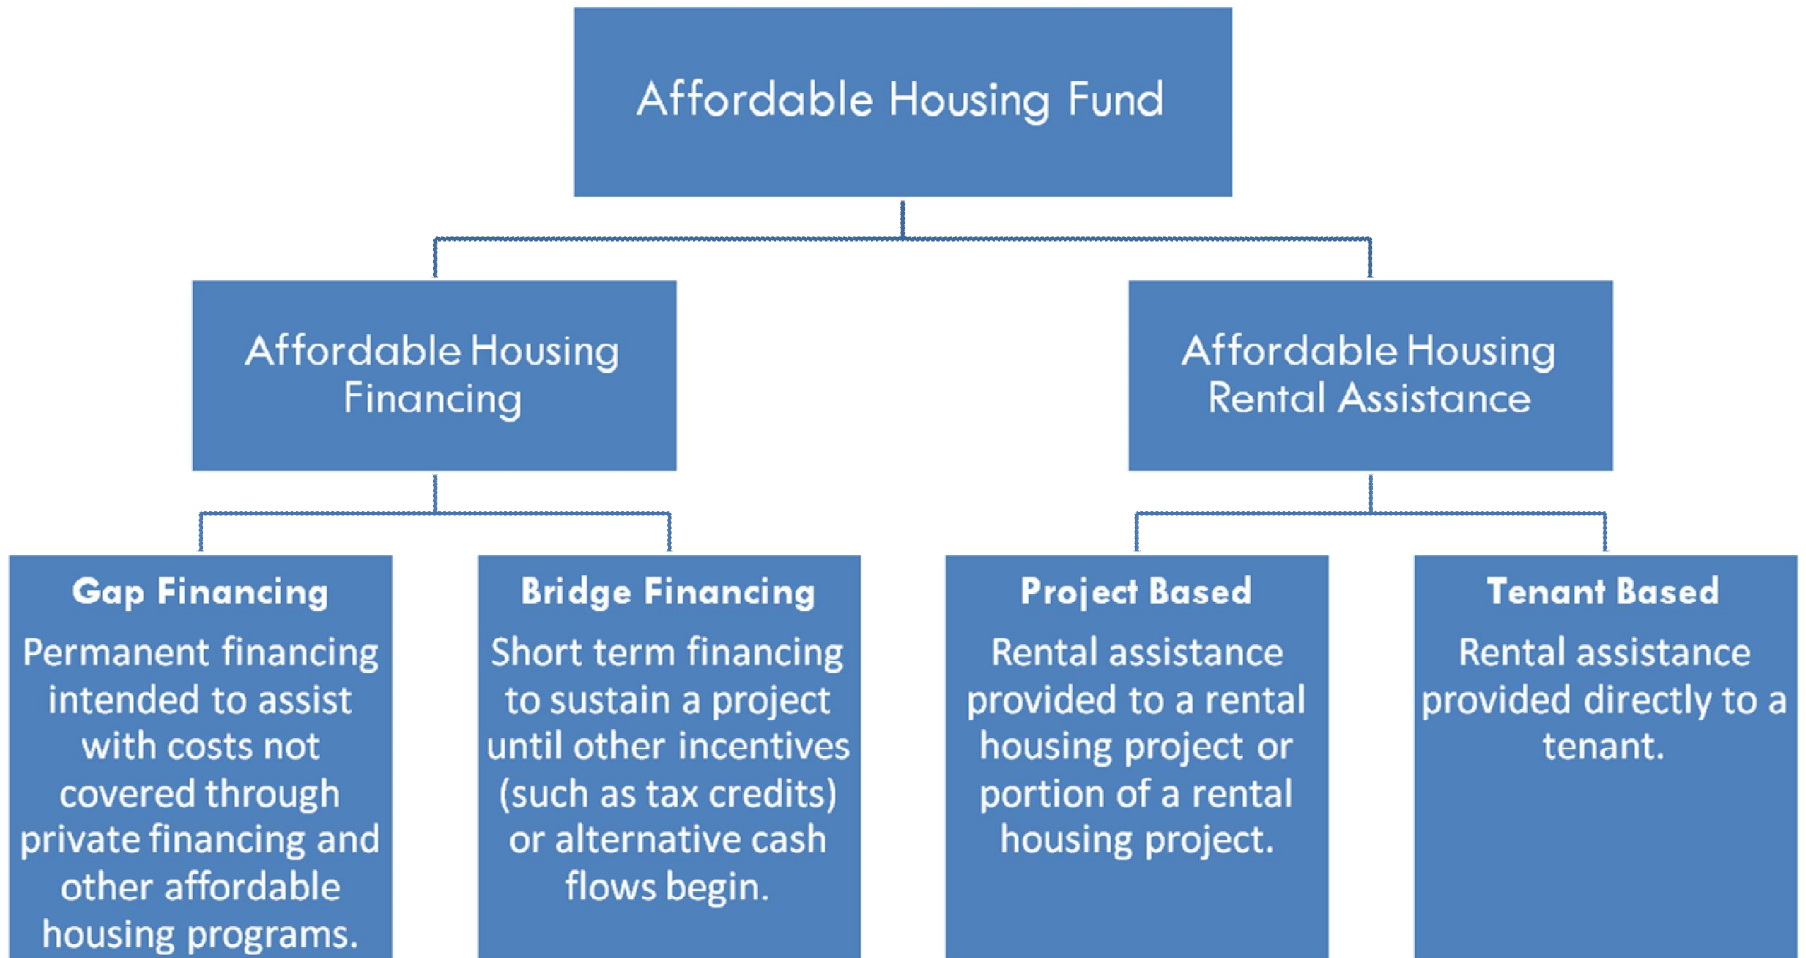 Affordable Housing Fund
Affordable Housing
Financing
Affordable Housing
Rental Assistance
Gap Financing
Permanent financing
intended to assist
with costs not
covered through
private financing and
other affordable
housing programs.
Bridge Financing
Short term financing
to sustain a project
until other incentives
(such as tax credits)
or alternative cash
flows begin.
Project Based
Rental assistance
provided to a rental
housing project or
portion of a rental
housing project.
Tenant Based
Rental assistance
provided directly to a
tenant.